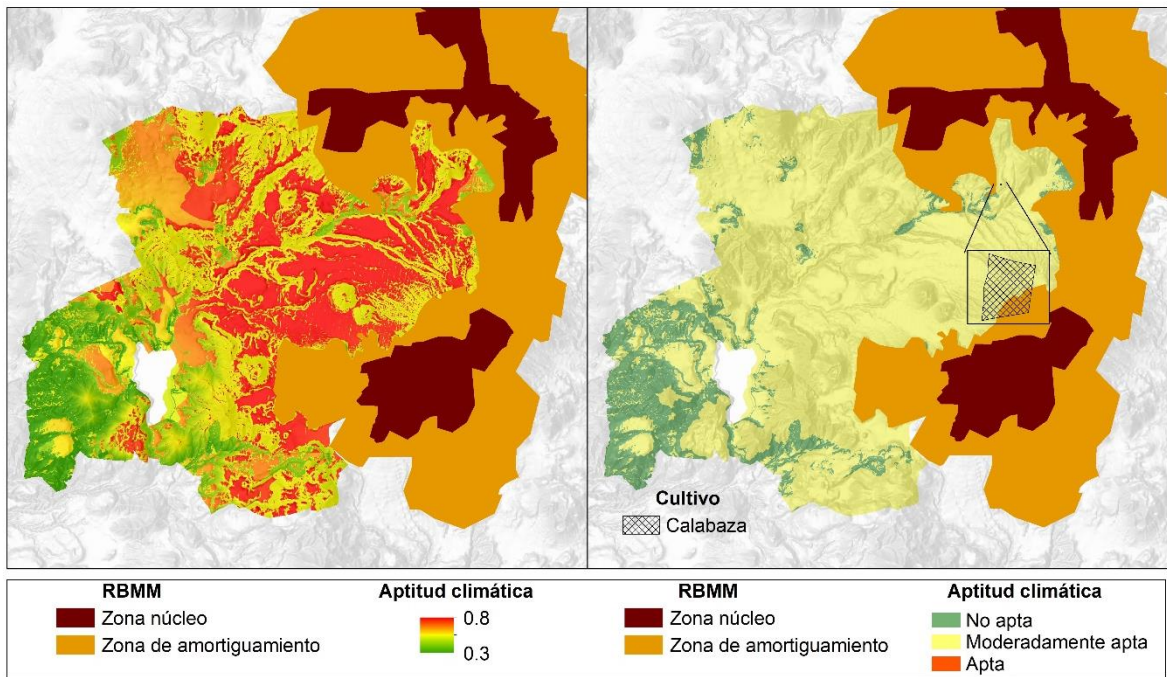 Cultivo
Calabaza
RBMM
Zona núcleo
Zona de amortiguamiento
Aptitud climática
0.8
0.3
RBMM
Zona núcleo
Zona de amortiguamiento
Aptitud climática
No apta
Moderadamente apta
Apta